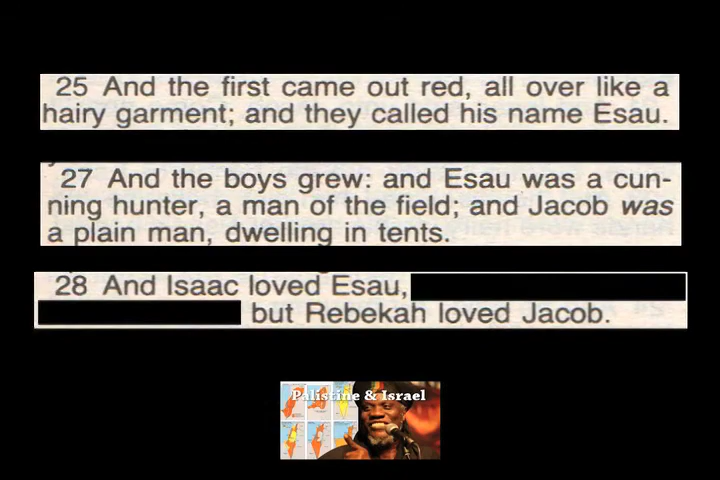 25 And the first came out red, all over like a
hairy garment; and they called his name Esau.
27 And the boys grew: and Esau was a cun-
ning hunter, a man of the field; and Jacob was
a plain man, dwelling in tents.
28 And Isaac loved Esau,
but Rebekah loved Jacob.
Palistine & Israel